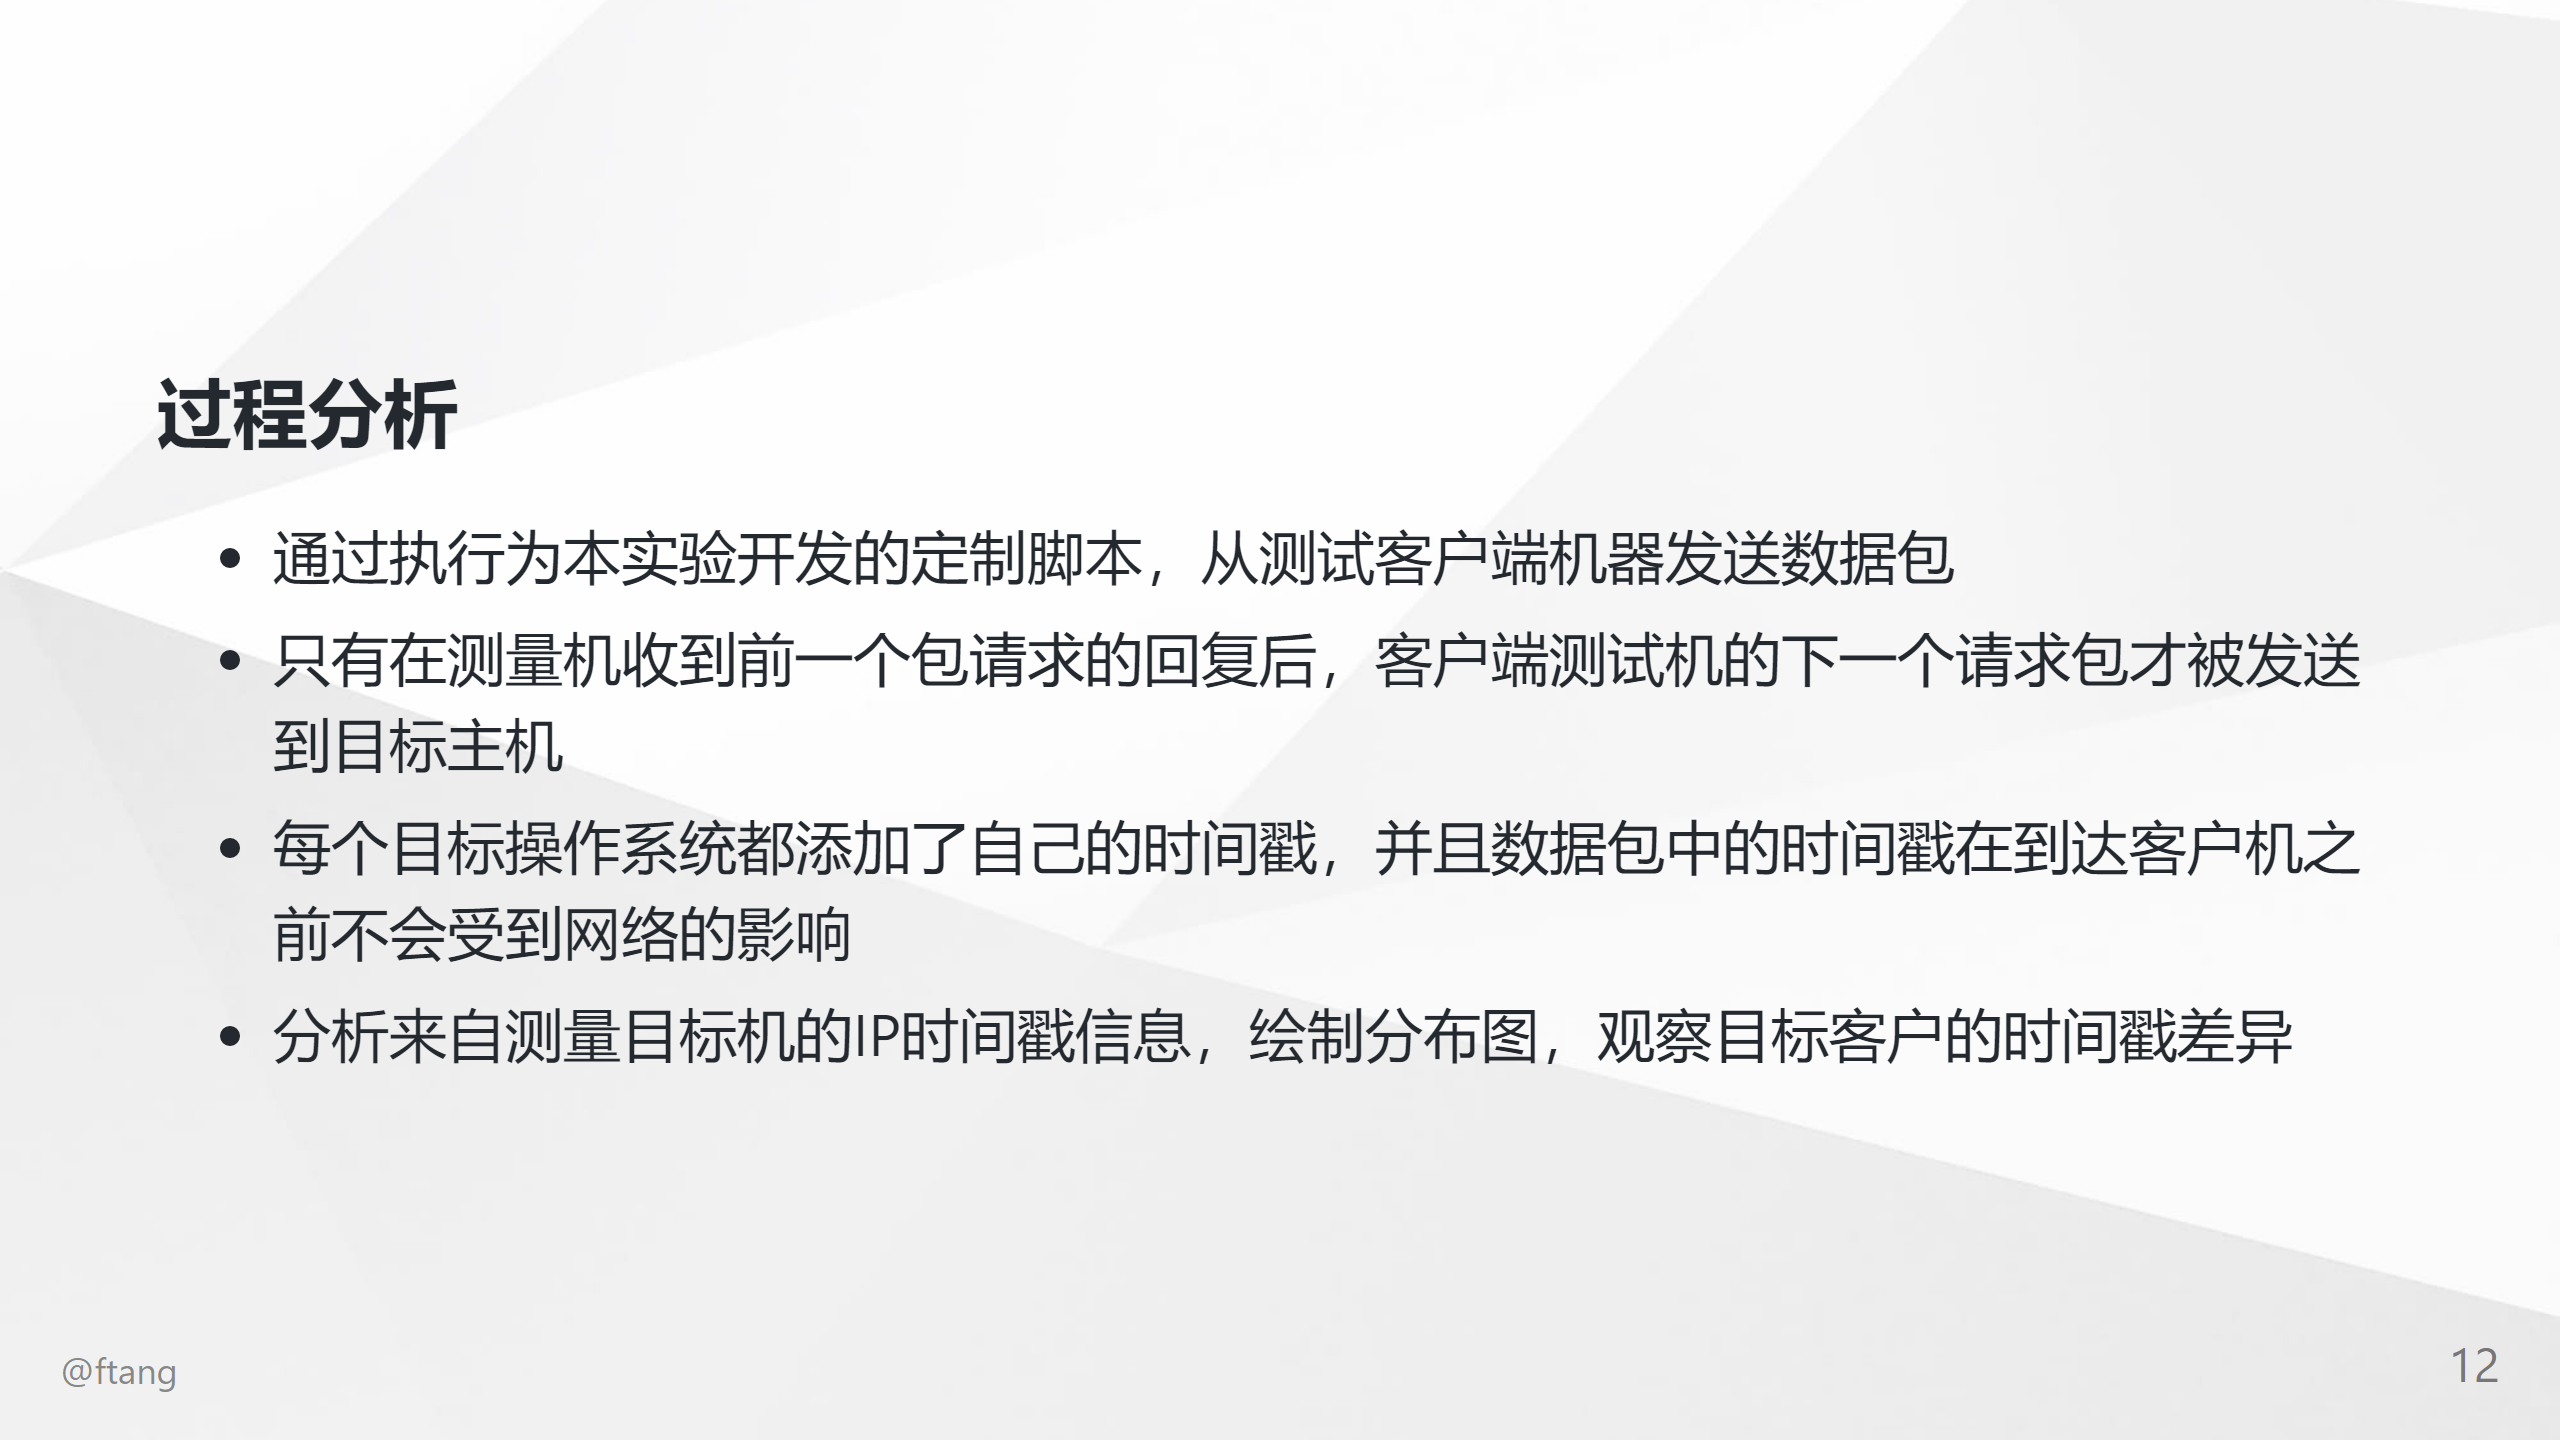 过程分析
• 通过执行为本实验开发的定制脚本，从测试客户端机器发送数据包
• 只有在测量机收到前一个包请求的回复后，客户端测试机的下一个请求包才被发送
到目标主机
• 每个目标操作系统都添加了自己的时间戳，并且数据包中的时间戳在到达客户机之
前不会受到网络的影响
• 分析来自测量目标机的IP时间戳信息，绘制分布图，观察目标客户的时间戳差异
@ftang
12